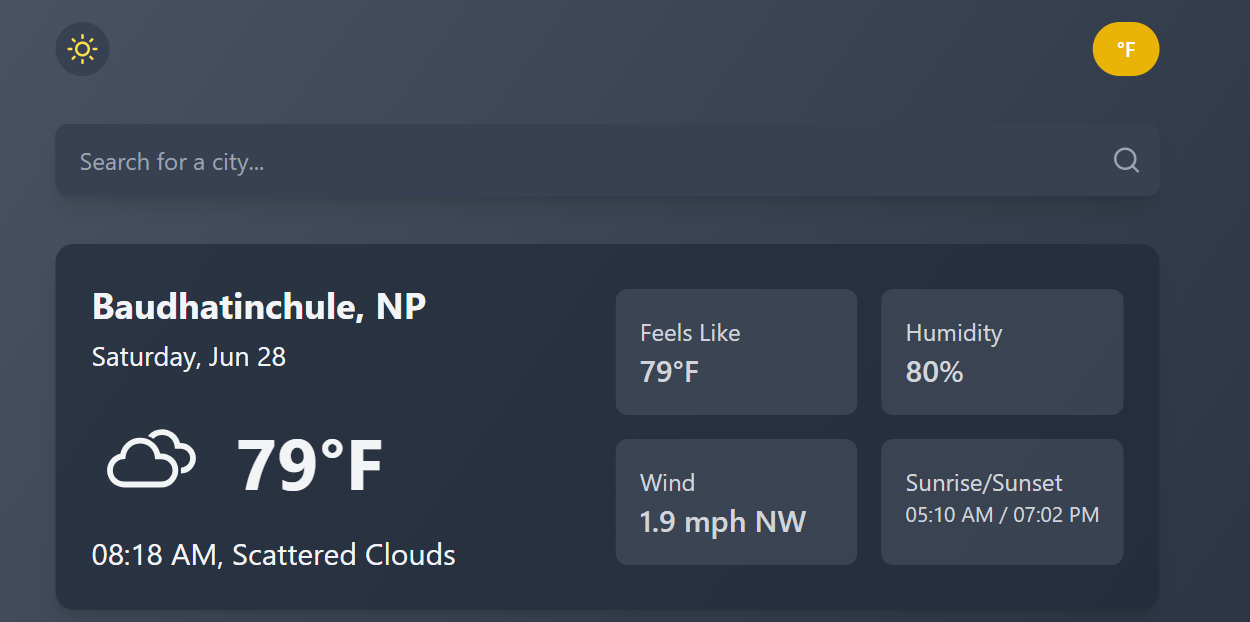 °F
Search for a city...
Baudhatinchule, NP
Saturday, Jun 28
79°F
08:18 AM, Scattered Clouds
Feels Like
79°F
Humidity
80%
Wind
1.9 mph NW
Sunrise/Sunset
05:10 AM / 07:02 PM